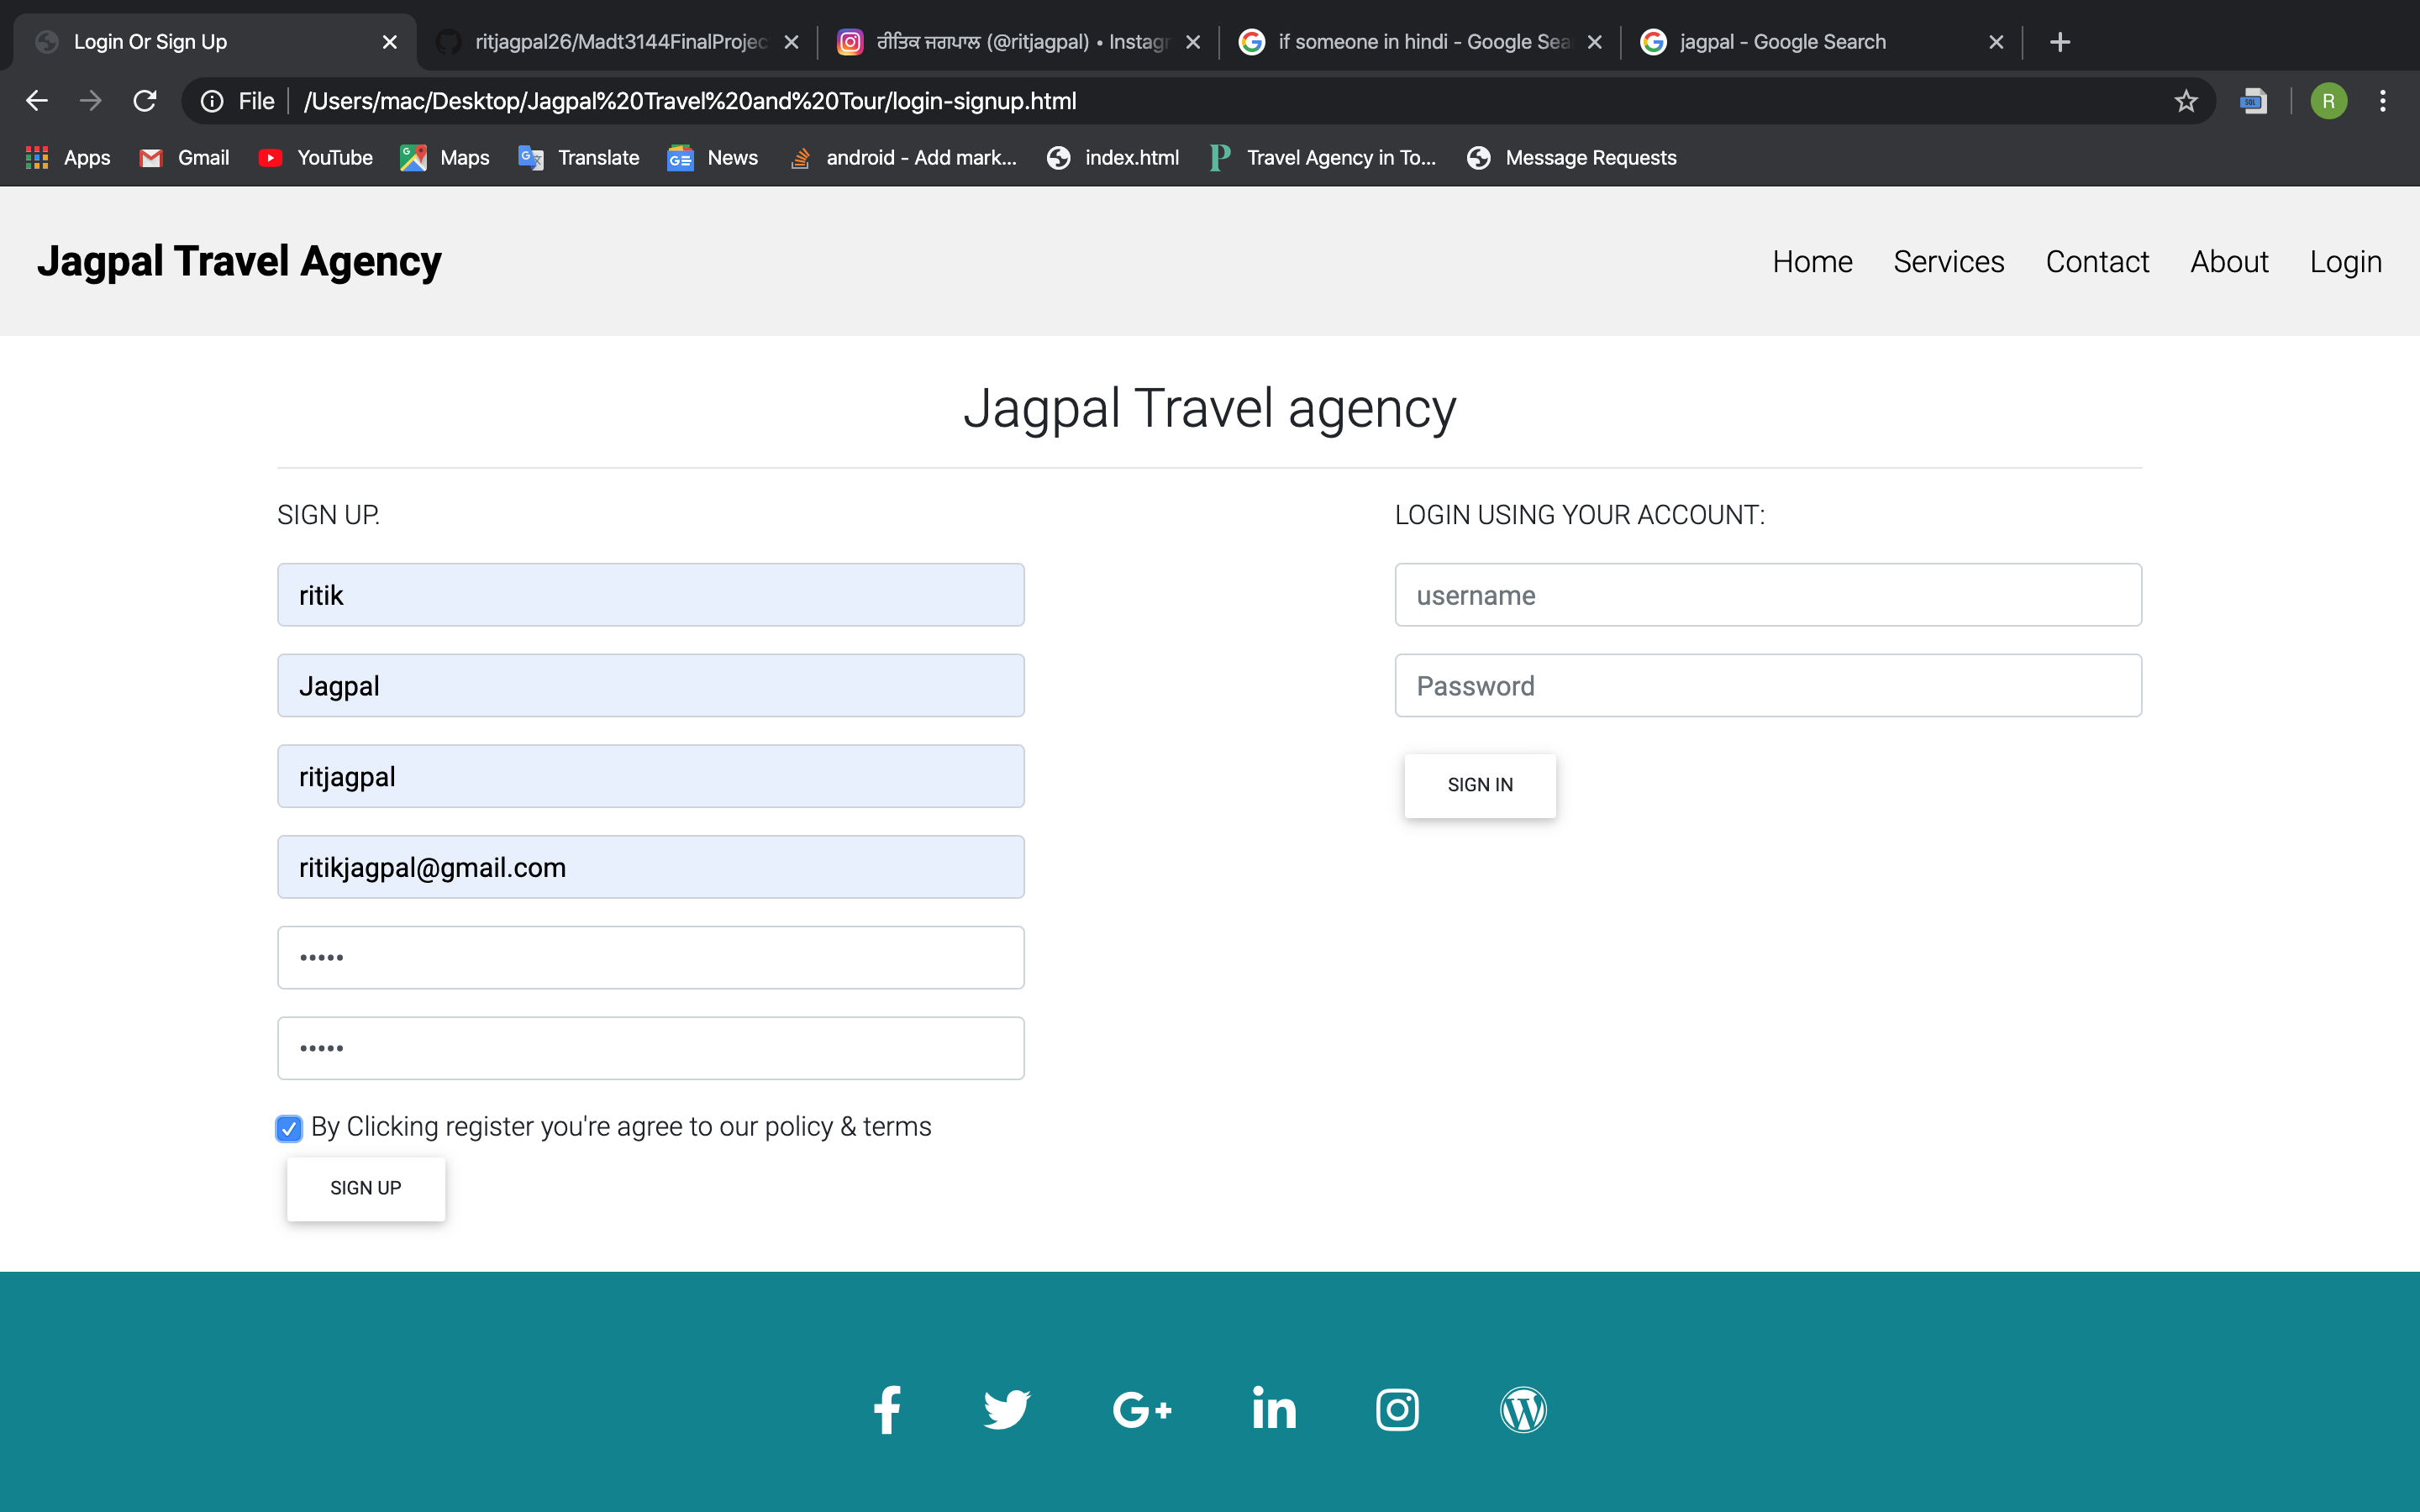 Login Or Sign Up
ritjagpal26/Madt3144FinalProjec
ਰੀਤਿਕ ਜਗਪਾਲ (@ritjagpal) • Instagr
if someone in hindi - Google Sea
jagpal - Google Search
File
/Users/mac/Desktop/Jagpal%20Travel%20and%20Tour/login-signup.html
SQL
R
Apps
Gmail
YouTube
Maps
Translate
News
android - Add mark...
index.html
Travel Agency in To...
Message Requests
Jagpal Travel Agency
Home
Services
Contact
About
Login
Jagpal Travel agency
SIGN UP.
ritik
Jagpal
ritjagpal
ritikjagpal@gmail.com
•••••
•••••
By Clicking register you're agree to our policy & terms
SIGN UP
LOGIN USING YOUR ACCOUNT:
username
Password
SIGN IN